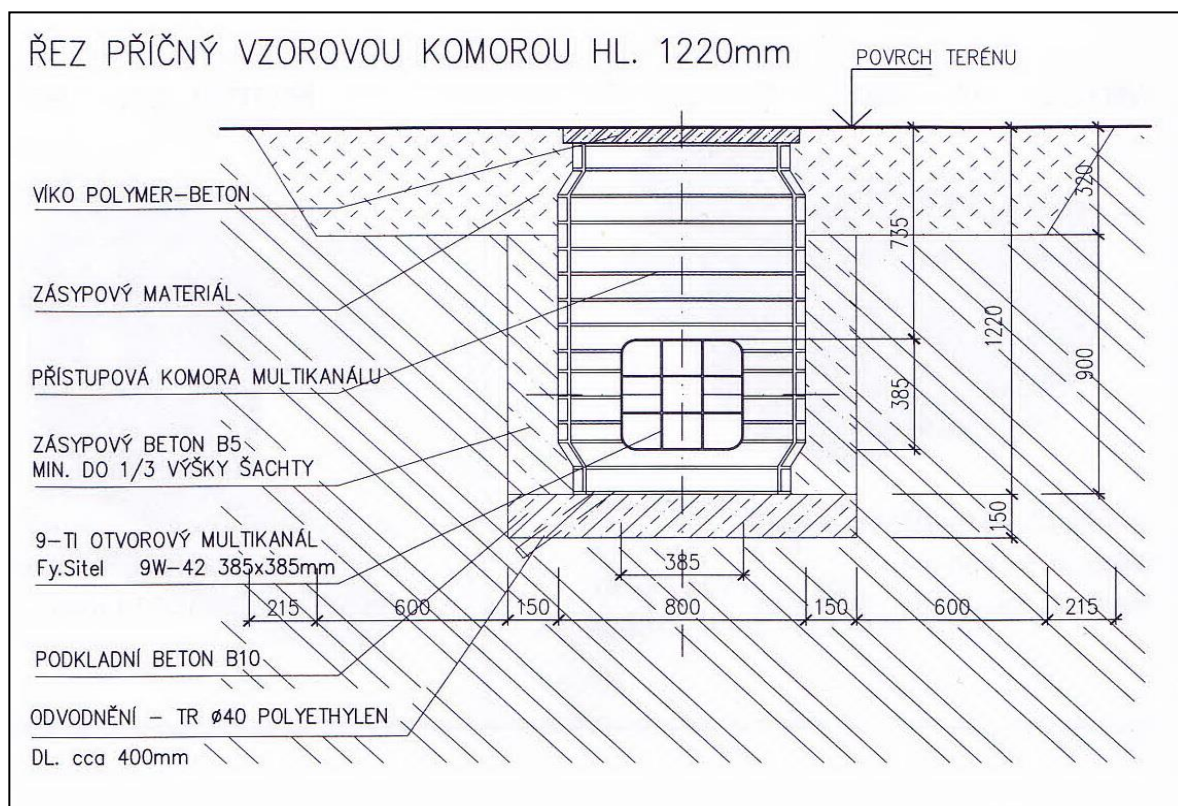 ŘEZ PŘÍČNÝ VZOROVOU KOMOROU HL. 1220mm
POVRCH TERÉNU
VÍKO POLYMER-BETON
ZÁSYPOVÝ MATERIÁL
PŘÍSTUPOVÁ KOMORA MULTIKANÁLU
ZÁSYPOVÝ BETON B5
MIN. DO 1/3 VÝŠKY ŠACHTY
9-TI OTVOROVÝ MULTIKANÁL
Fy.Sitel 9W-42 385x385mm
PODKLADNÍ BETON B10
ODVODNĚNÍ - TR ø40 POLYETHYLEN
DL. cca 400mm
735
385
1220
150
320
900
385
215
600
150
800
150
600
215